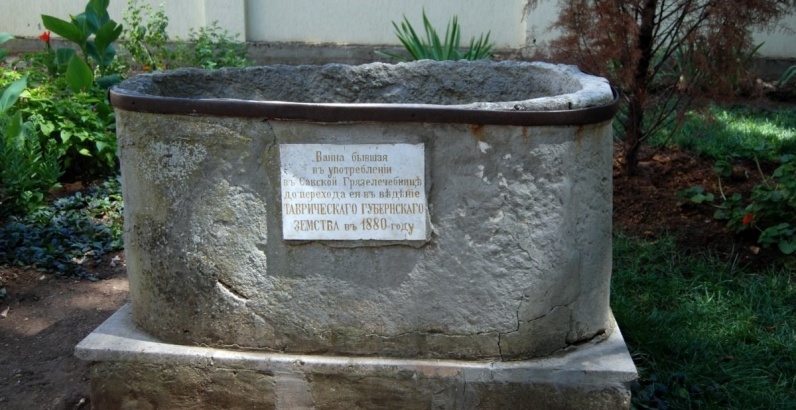 Ванна бывшая
въ употребленіи
въ Сакской Грязелечебницѣ
до перехода ея въ вѣдѣніе
ТАВРИЧЕСКАГО ГУБЕРНСКАГО
ЗЕМСТВА въ 1880 году